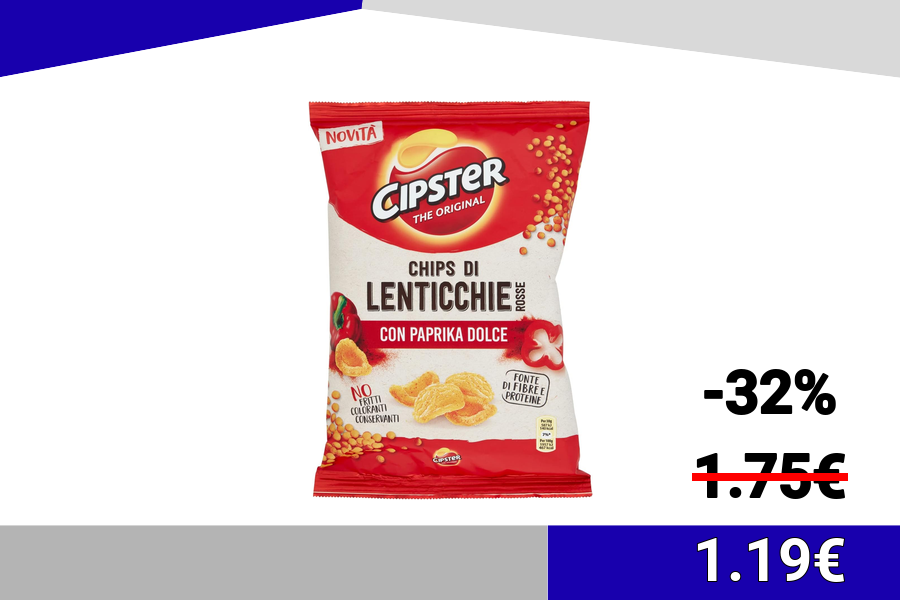 NOVITÀ
CIPSTER
THE ORIGINAL
CHIPS DI
LENTICCHIE ROSSE
CON PAPRIKA DOLCE
NO
FRITTI
COLORANTI
CONSERVANTI
FONTE
DI FIBRE E
PROTEINE
CIPSTER
-32%
1.75€
1.19€